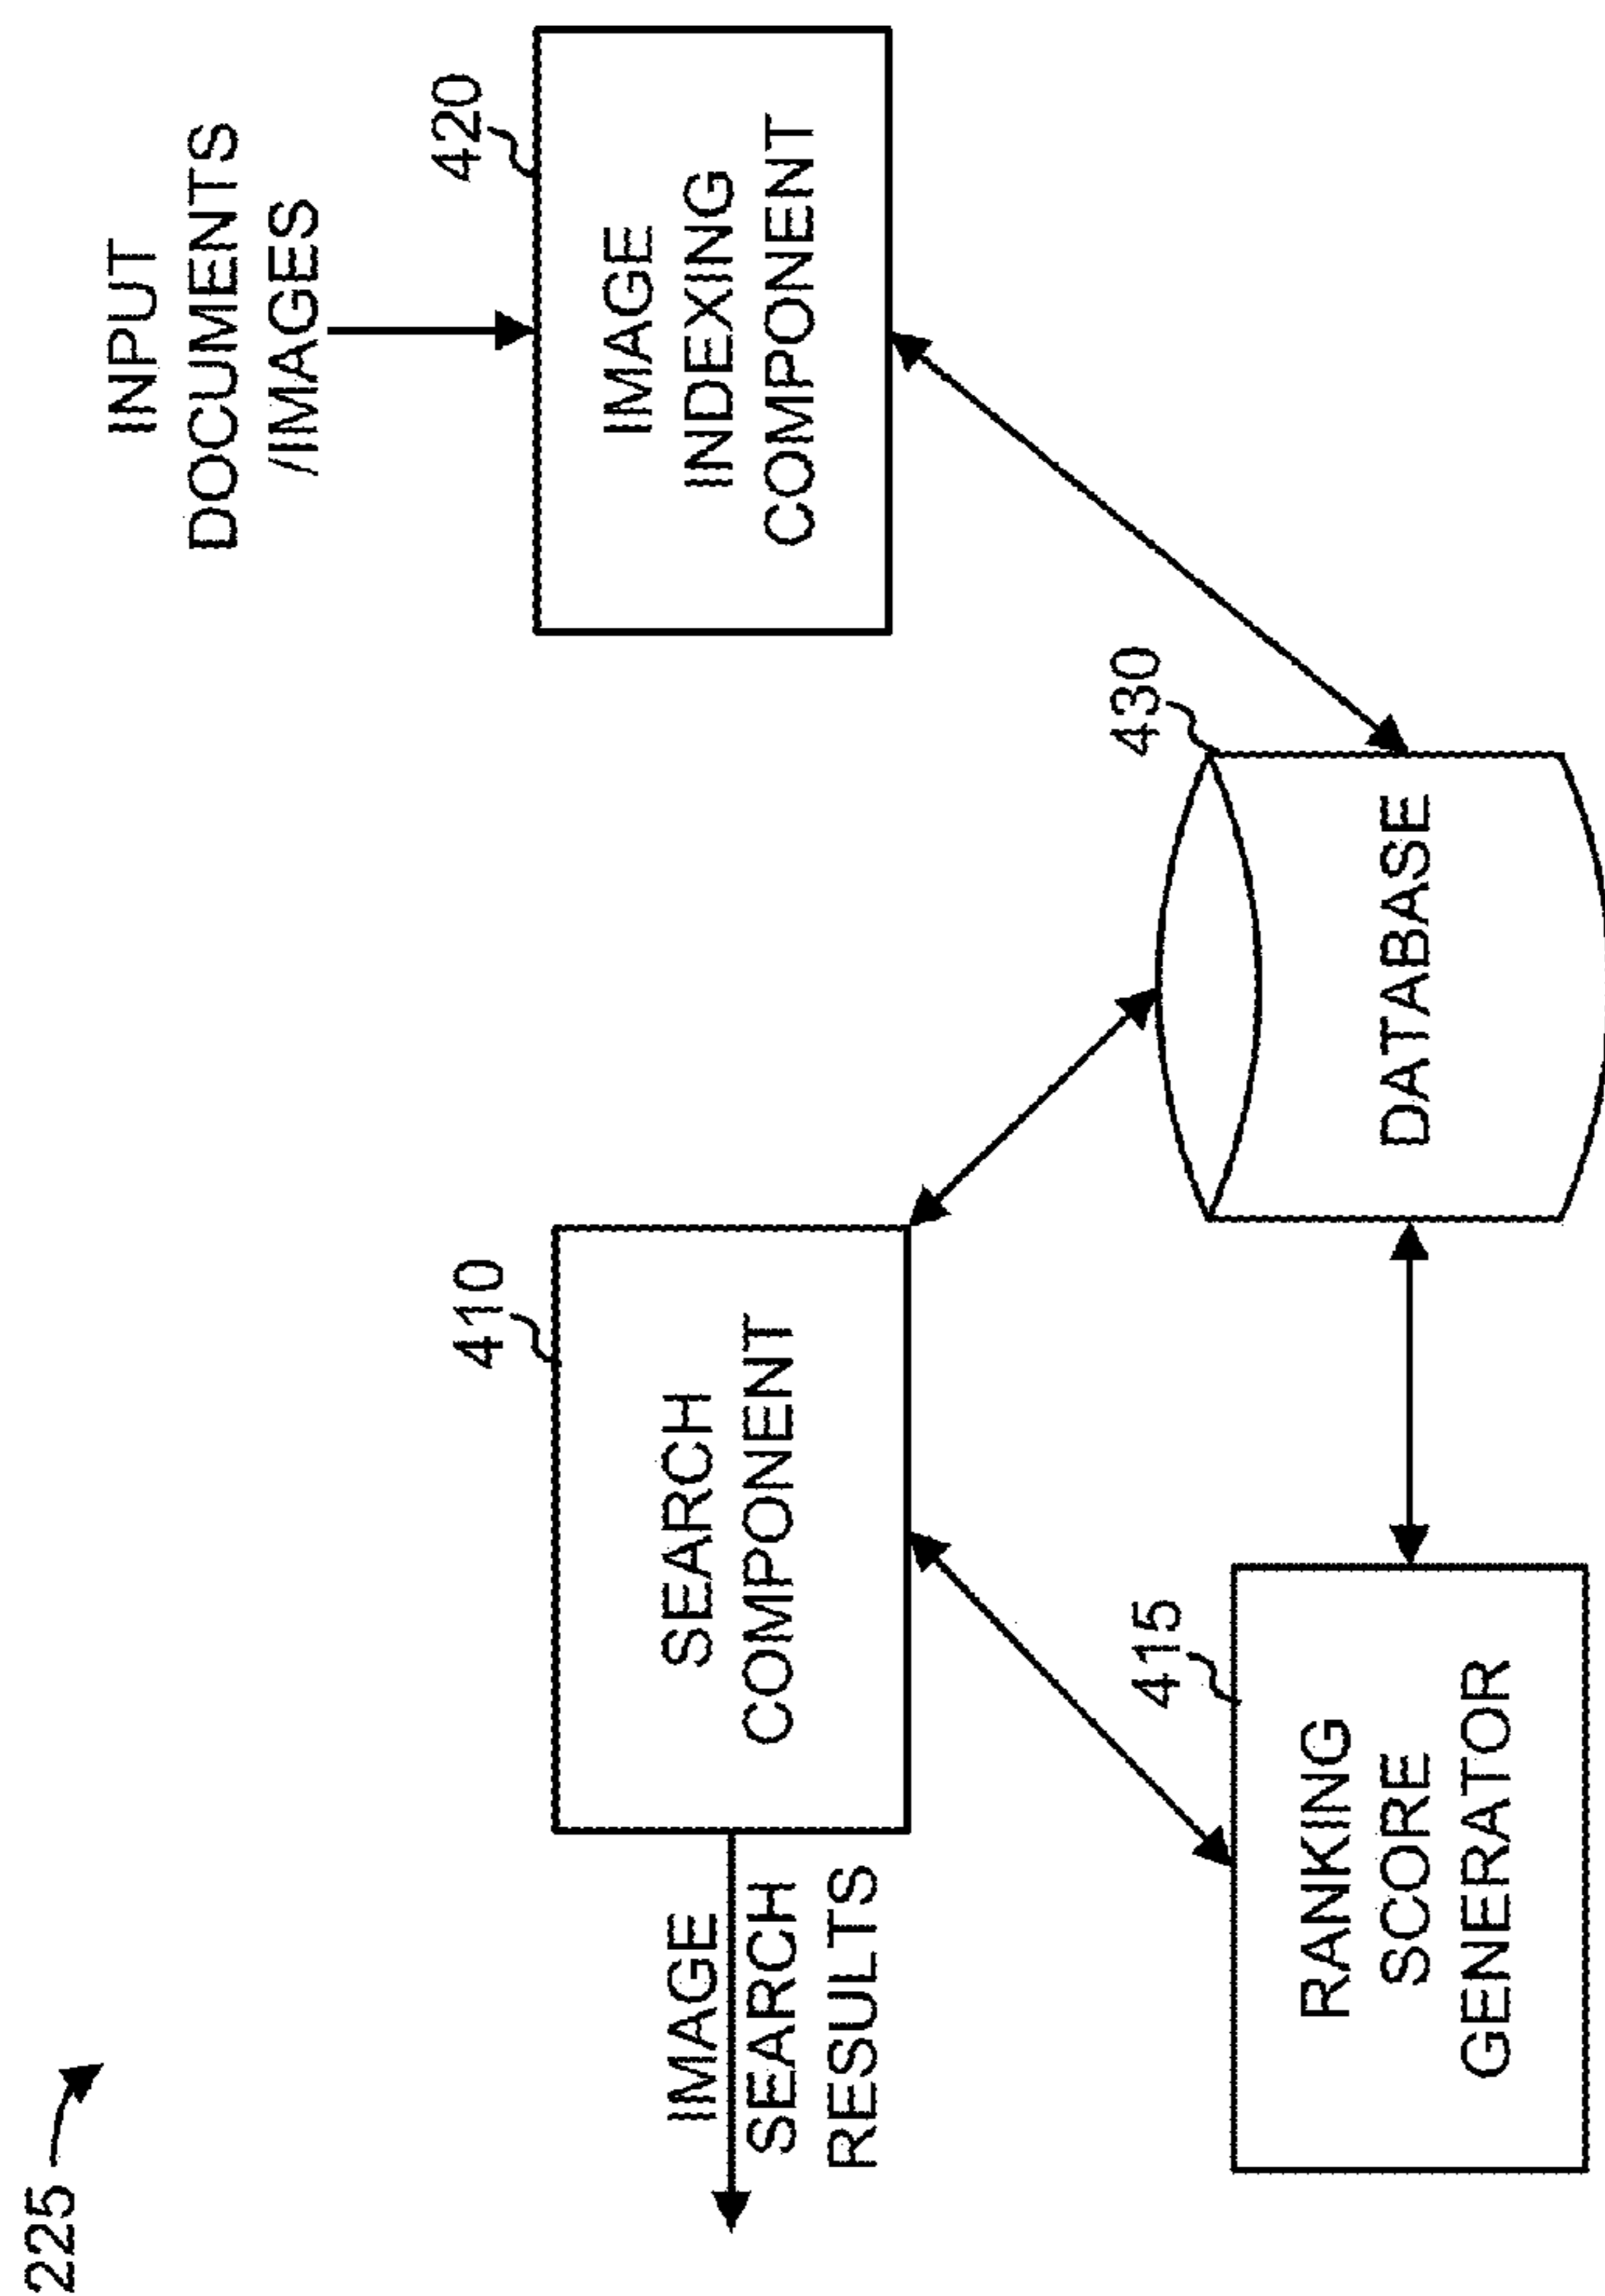 225
INPUT
DOCUMENTS
/IMAGES
420
IMAGE
INDEXING
COMPONENT
410
SEARCH
COMPONENT
IMAGE
SEARCH
RESULTS
430
DATABASE
415
RANKING
SCORE
GENERATOR